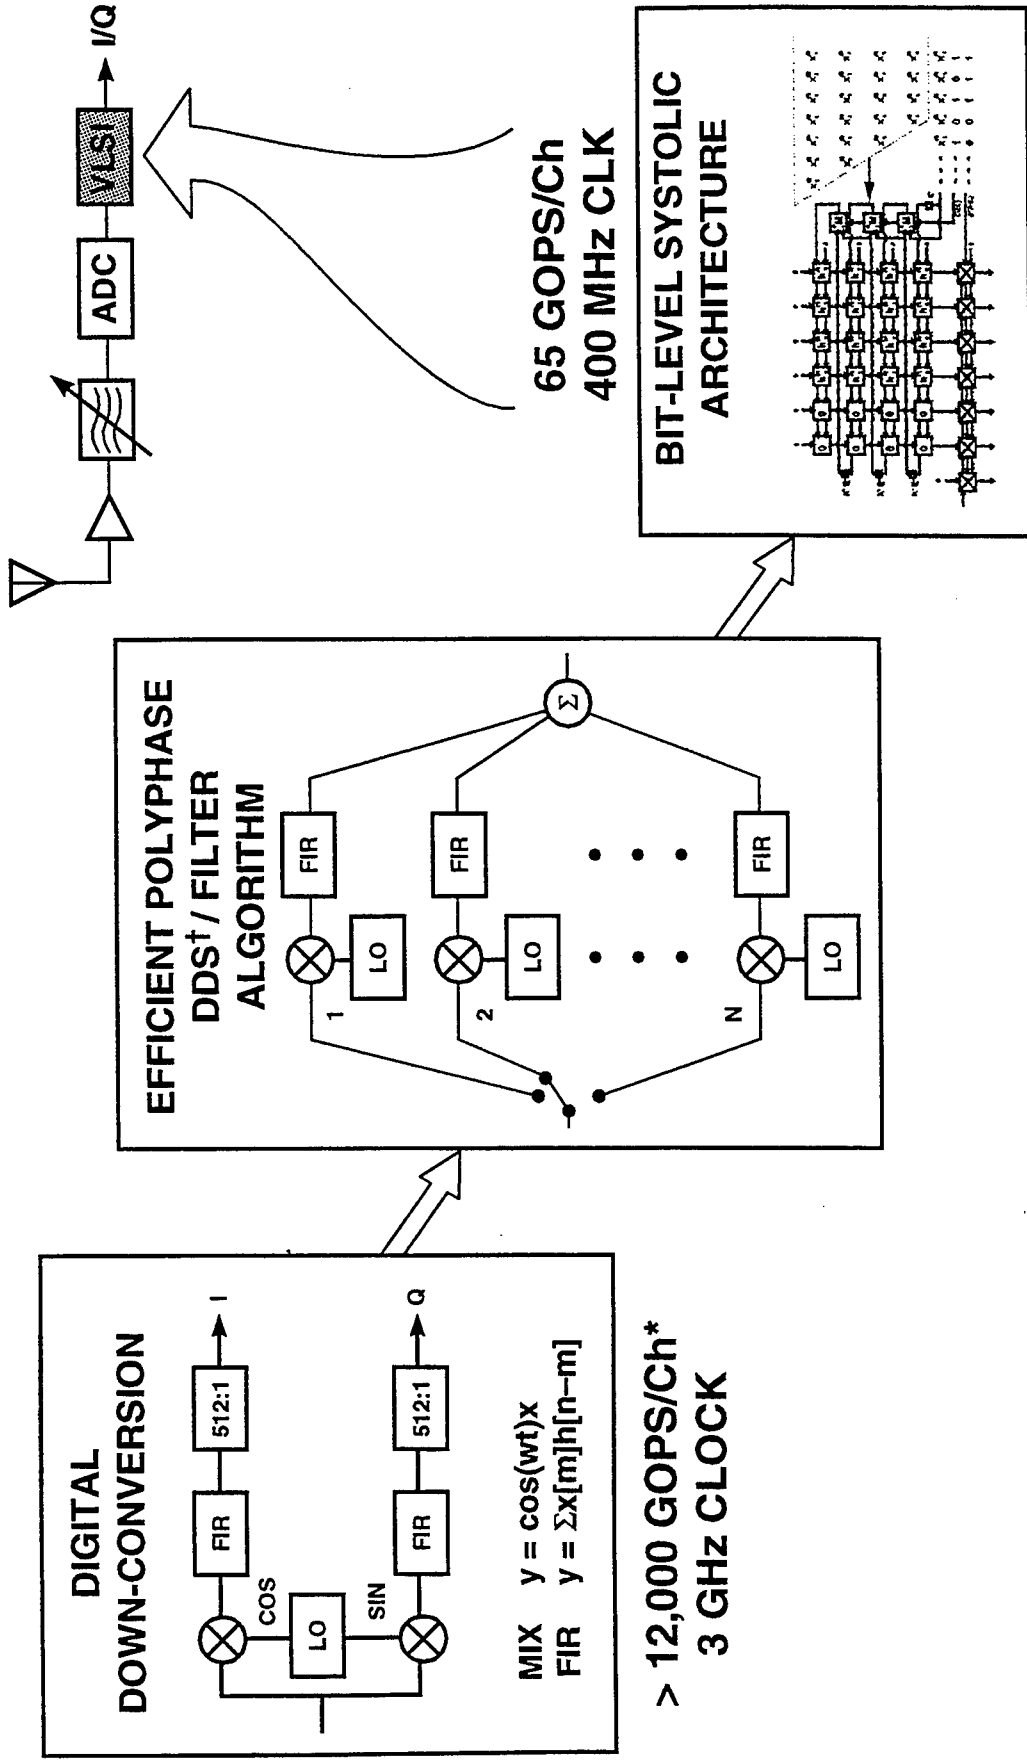 DIGITAL
DOWN-CONVERSION
COS
LO
SIN
FIR
512:1
I
FIR
512:1
Q
MIX y = cos(wt)x
FIR y = Σx[m]h[n–m]
> 12,000 GOPS/Ch*
3 GHz CLOCK
EFFICIENT POLYPHASE
DDS† / FILTER
ALGORITHM
1
LO
FIR
2
LO
FIR
N
LO
FIR
Σ
ADC
VLSI
I/Q
65 GOPS/Ch
400 MHz CLK
BIT-LEVEL SYSTOLIC
ARCHITECTURE